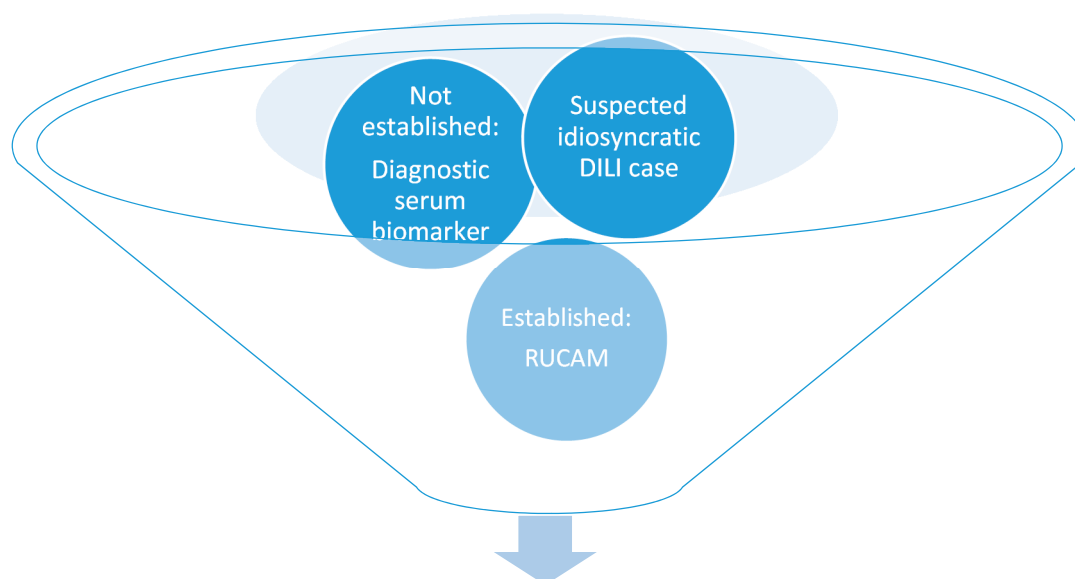 Not
established:
Diagnostic
serum
biomarker
Suspected
idiosyncratic
DILI case
Established:
RUCAM